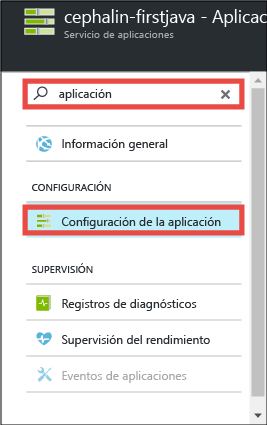 cephalin-firstjava - Aplicac
Servicio de aplicaciones
aplicación
Información general
CONFIGURACIÓN
Configuración de la aplicación
SUPERVISIÓN
Registros de diagnósticos
Supervisión del rendimiento
Eventos de aplicaciones